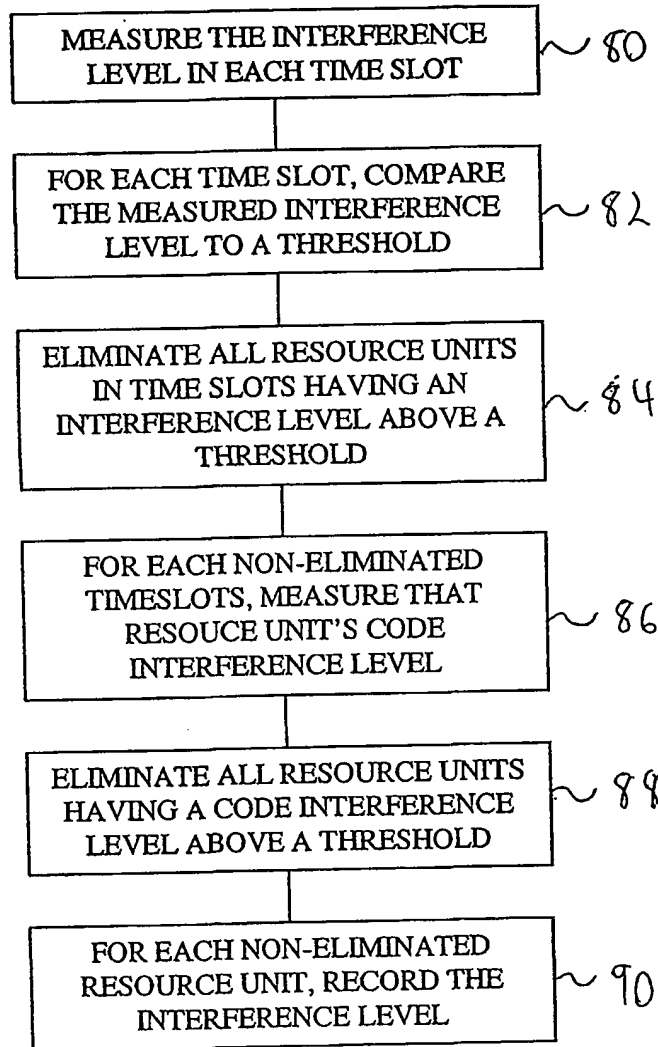 MEASURE THE INTERFERENCE
LEVEL IN EACH TIME SLOT
80
FOR EACH TIME SLOT, COMPARE
THE MEASURED INTERFERENCE
LEVEL TO A THRESHOLD
82
ELIMINATE ALL RESOURCE UNITS
IN TIME SLOTS HAVING AN
INTERFERENCE LEVEL ABOVE A
THRESHOLD
84
FOR EACH NON-ELIMINATED
TIMESLOTS, MEASURE THAT
RESOUCE UNIT'S CODE
INTERFERENCE LEVEL
86
ELIMINATE ALL RESOURCE UNITS
HAVING A CODE INTERFERENCE
LEVEL ABOVE A THRESHOLD
88
FOR EACH NON-ELIMINATED
RESOURCE UNIT, RECORD THE
INTERFERENCE LEVEL
90